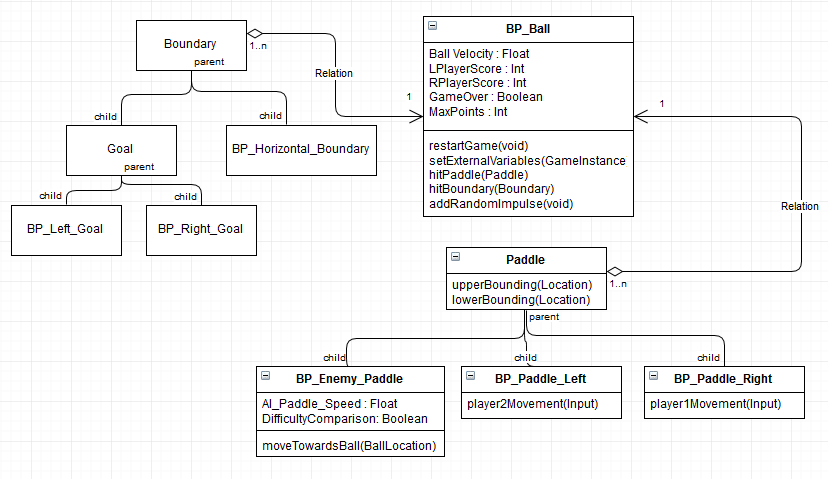 Boundary
1..n
parent
Relation
1
child
child
Goal
parent
BP_Horizontal_Boundary
child
child
BP_Left_Goal
BP_Right_Goal
BP_Ball
Ball Velocity : Float
LPlayerScore : Int
RPlayerScore : Int
GameOver : Boolean
MaxPoints : Int
restartGame(void)
setExternalVariables(GameInstance
hitPaddle(Paddle)
hitBoundary(Boundary)
addRandomImpulse(void)
1
Relation
Paddle
upperBounding(Location)
lowerBounding(Location)
1..n
parent
child
child
child
BP_Enemy_Paddle
AI_Paddle_Speed : Float
DifficultyComparison: Boolean
moveTowardsBall(BallLocation)
BP_Paddle_Left
player2Movement(Input)
BP_Paddle_Right
player1Movement(Input)